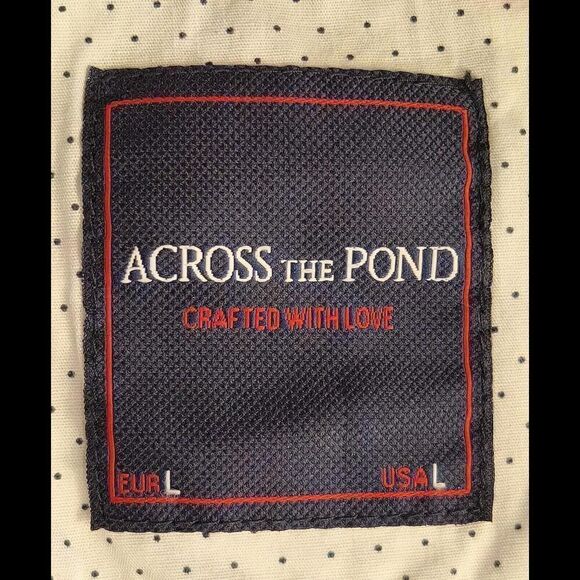 ACROSS THE POND
CRAFTED WITH LOVE
EUR L USA L